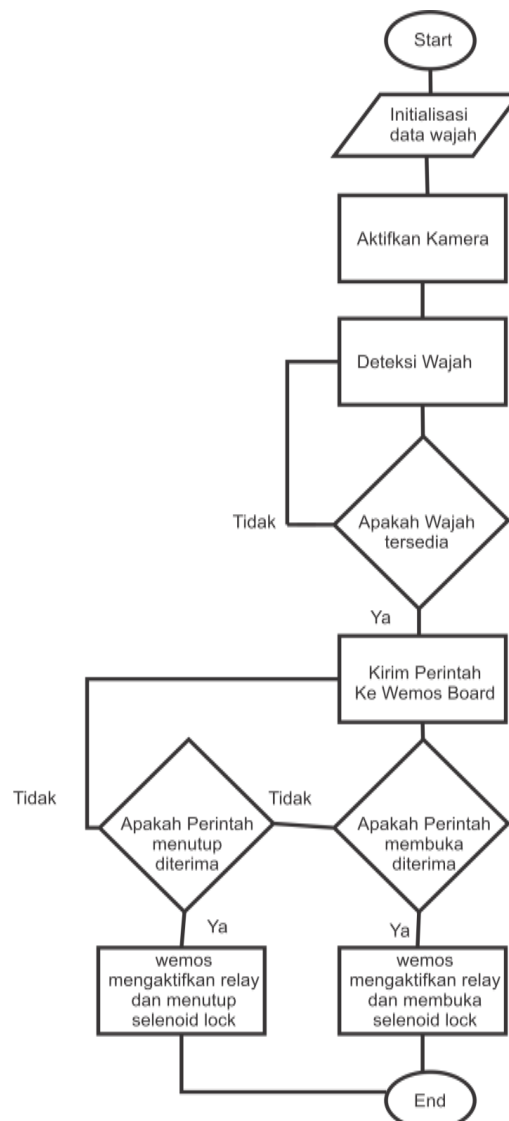 Start
Initialisasi
data wajah
Aktifkan Kamera
Deteksi Wajah
Tidak
Apakah Wajah
tersedia
Ya
Kirim Perintah
Ke Wemos Board
Tidak
Tidak
Apakah Perintah
menutup
diterima
Apakah Perintah
membuka
diterima
Ya
Ya
wemos
mengaktifkan relay
dan menutup
selenoid lock
wemos
mengaktifkan relay
dan membuka
selenoid lock
End